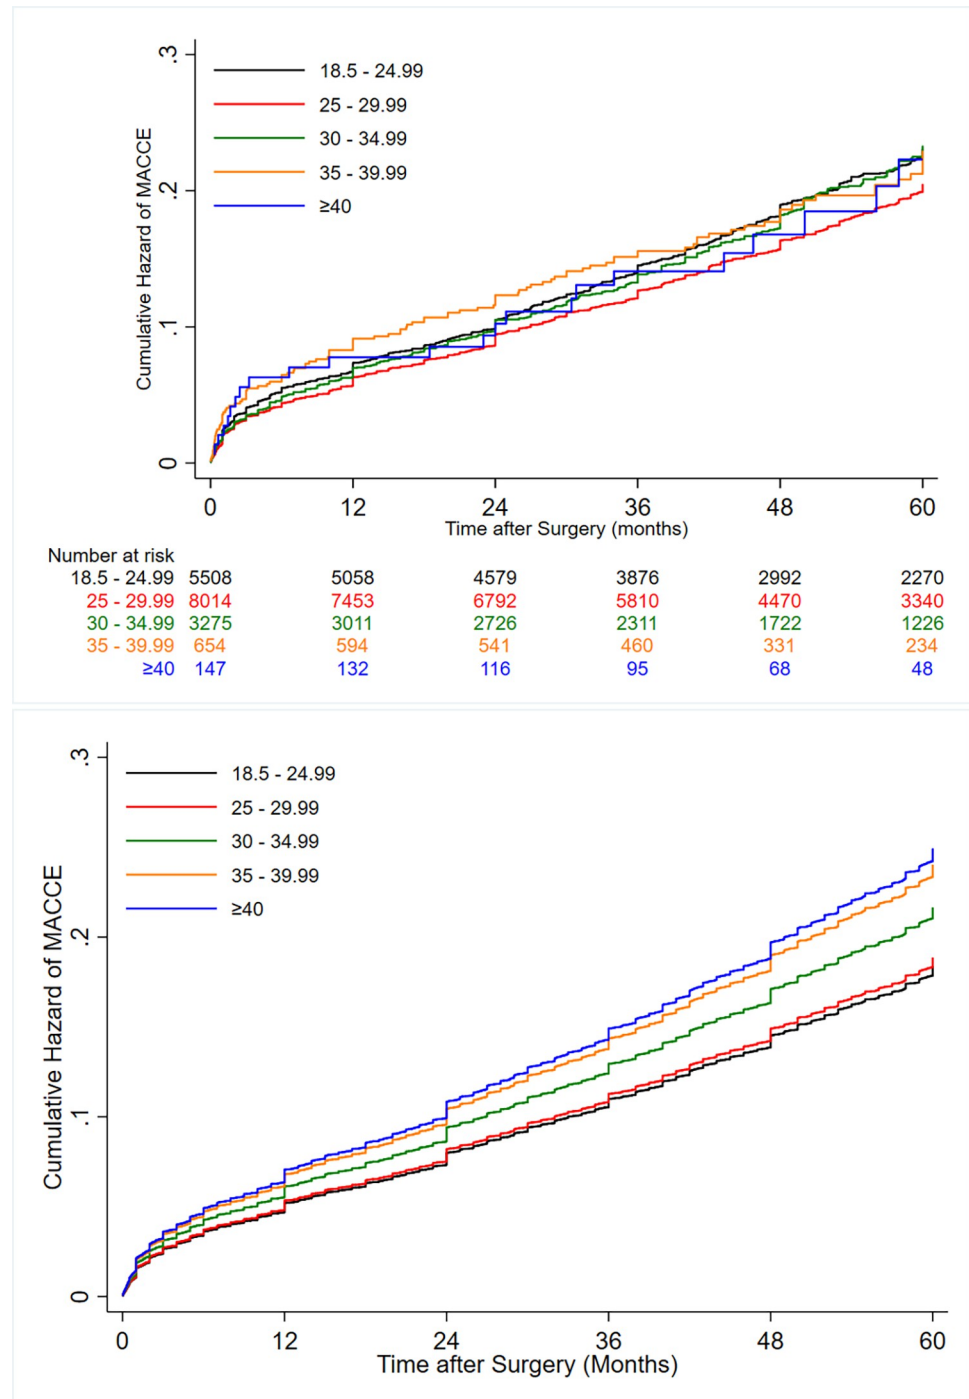 .3
18.5 - 24.99
25 - 29.99
30 - 34.99
35 - 39.99
≥40
.2
.1
0
Cumulative Hazard of MACCE
0 12 24 36 48 60
Time after Surgery (months)
Number at risk
18.5 - 24.99 5508 5058 4579 3876 2992 2270
25 - 29.99 8014 7453 6792 5810 4470 3340
30 - 34.99 3275 3011 2726 2311 1722 1226
35 - 39.99 654 594 541 460 331 234
≥40 147 132 116 95 68 48
.3
18.5 - 24.99
25 - 29.99
30 - 34.99
35 - 39.99
≥40
.2
.1
0
Cumulative Hazard of MACCE
0 12 24 36 48 60
Time after Surgery (Months)